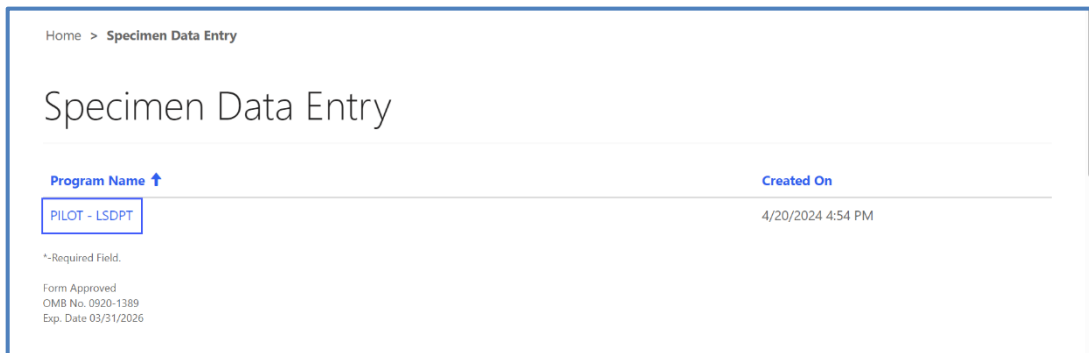 Home > Specimen Data Entry
Specimen Data Entry
Program Name ↑ Created On
PILOT - LSDPT 4/20/2024 4:54 PM
*-Required Field.
Form Approved
OMB No. 0920-1389
Exp. Date 03/31/2026